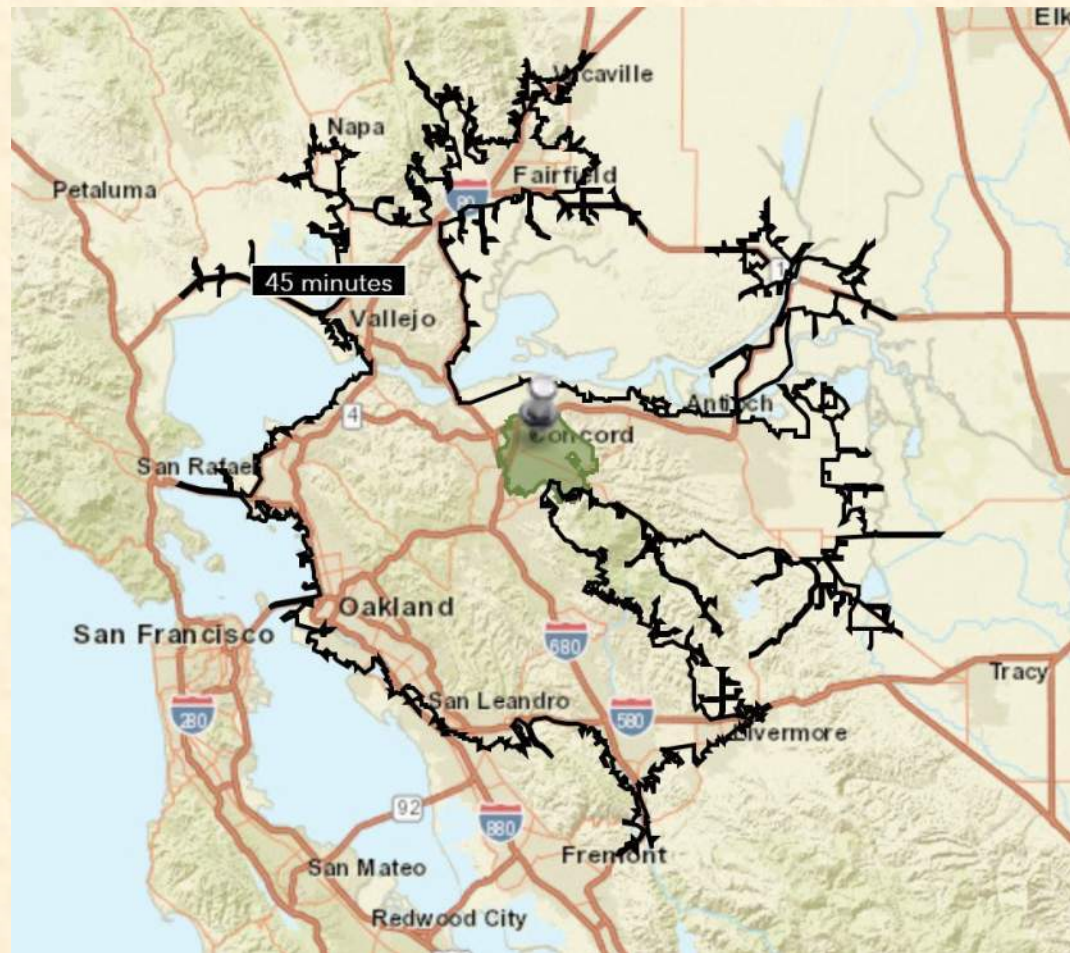 Elk
Vacaville
Napa
Petaluma
Fairfield
80
1
45 minutes
Vallejo
4
Antioch
Concord
San Rafael
Oakland
San Francisco
680
Tracy
San Leandro
280
580
Livermore
92
880
Fremont
San Mateo
Redwood City